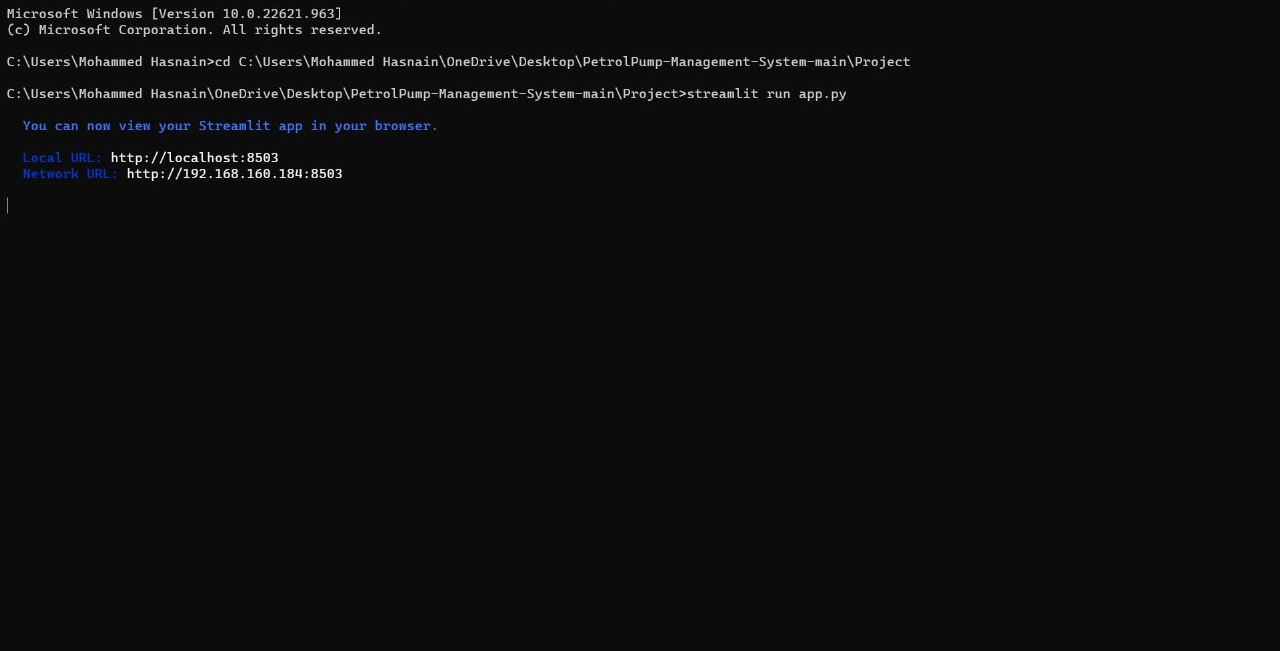 Microsoft Windows [Version 10.0.22621.963]
(c) Microsoft Corporation. All rights reserved.
C:\Users\Mohammed Hasnain>cd C:\Users\Mohammed Hasnain\OneDrive\Desktop\PetrolPump-Management-System-main\Project
C:\Users\Mohammed Hasnain\OneDrive\Desktop\PetrolPump-Management-System-main\Project>streamlit run app.py
You can now view your Streamlit app in your browser.
Local URL: http://localhost:8503
Network URL: http://192.168.160.184:8503